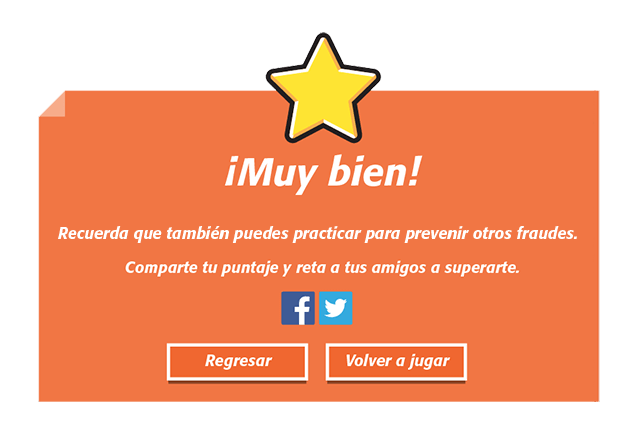 ¡Muy bien!
Recuerda que también puedes practicar para prevenir otros fraudes.
Comparte tu puntaje y reta a tus amigos a superarte.
f
Regresar
Volver a jugar